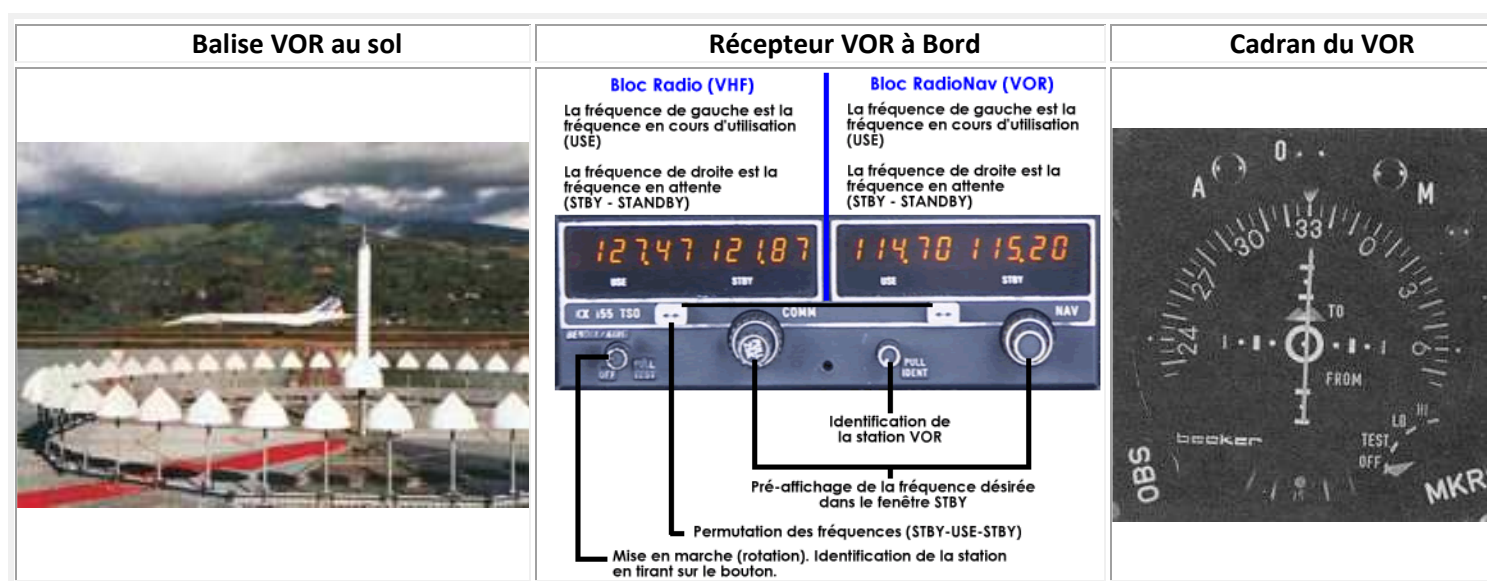 Balise VOR au sol
Récepteur VOR à Bord
Cadran du VOR
Bloc Radio (VHF)
La fréquence de gauche est la
fréquence en cours d'utilisation
(USE)
La fréquence de droite est la
fréquence en attente
(STBY - STANDBY)
Bloc RadioNav (VOR)
La fréquence de gauche est la
fréquence en cours d'utilisation
(USE)
La fréquence de droite est la
fréquence en attente
(STBY - STANDBY)
127.47 121.87
USE STBY
114.70 115.20
USE STBY
TSO
COMM
NAV
OFF PULL
PULL
IDENT
Identification de
la station VOR
Pré-affichage de la fréquence désirée
dans le fenêtre STBY
Permutation des fréquences (STBY-USE-STBY)
Mise en marche (rotation). Identification de la station
en tirant sur le bouton.
A O M
24 27 30 33 0 3 6
TO
FROM
becker
LO HI
TEST
OFF
OBS
MKR